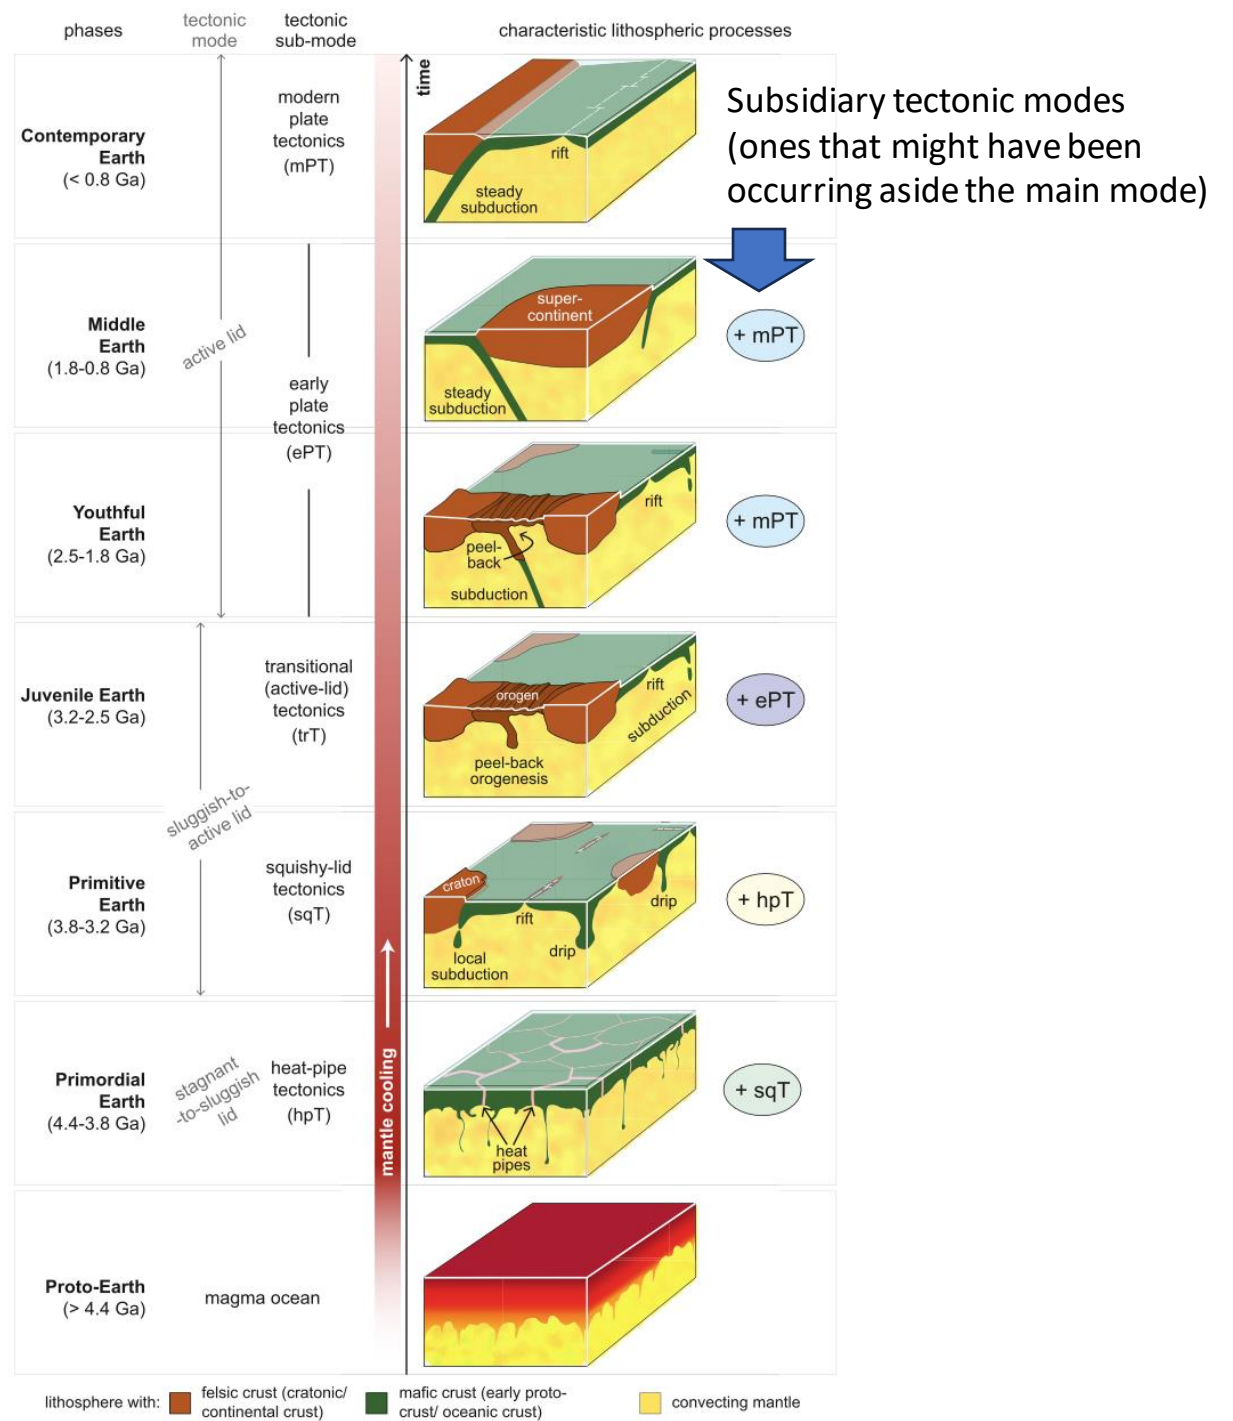 phases
tectonic
mode
tectonic
sub-mode
characteristic lithospheric processes
time
Subsidiary tectonic modes
(ones that might have been
occurring aside the main mode)
Contemporary
Earth
(< 0.8 Ga)
modern
plate
tectonics
(mPT)
rift
steady
subduction
Middle
Earth
(1.8-0.8 Ga)
active lid
early
plate
tectonics
(ePT)
super-
continent
steady
subduction
+ mPT
Youthful
Earth
(2.5-1.8 Ga)
rift
peel-
back
subduction
+ mPT
Juvenile Earth
(3.2-2.5 Ga)
transitional
(active-lid)
tectonics
(trT)
orogen
rift
subduction
peel-back
orogenesis
+ ePT
sluggish-to-
active lid
Primitive
Earth
(3.8-3.2 Ga)
squishy-lid
tectonics
(sqT)
craton
rift
drip
drip
local
subduction
+ hpT
Primordial
Earth
(4.4-3.8 Ga)
stagnant
-to-sluggish
lid
heat-pipe
tectonics
(hpT)
mantle cooling
heat
pipes
+ sqT
Proto-Earth
(> 4.4 Ga)
magma ocean
lithosphere with:
felsic crust (cratonic/
continental crust)
mafic crust (early proto-
crust/ oceanic crust)
convecting mantle